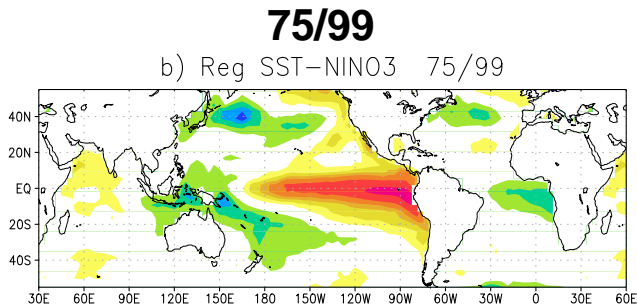 75/99
b) Reg SST-NINO3 75/99
40N
20N
EQ
20S
40S
30E 60E 90E 120E 150E 180 150W 120W 90W 60W 30W 0 30E 60E